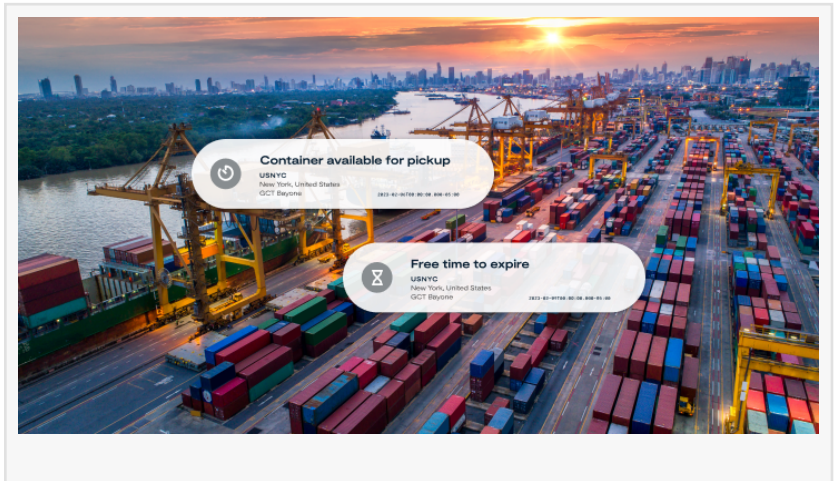 Container available for pickup
USNYC
New York, United States
GCT Bayone
Free time to expire
USNYC
New York, United States
GCT Bayone